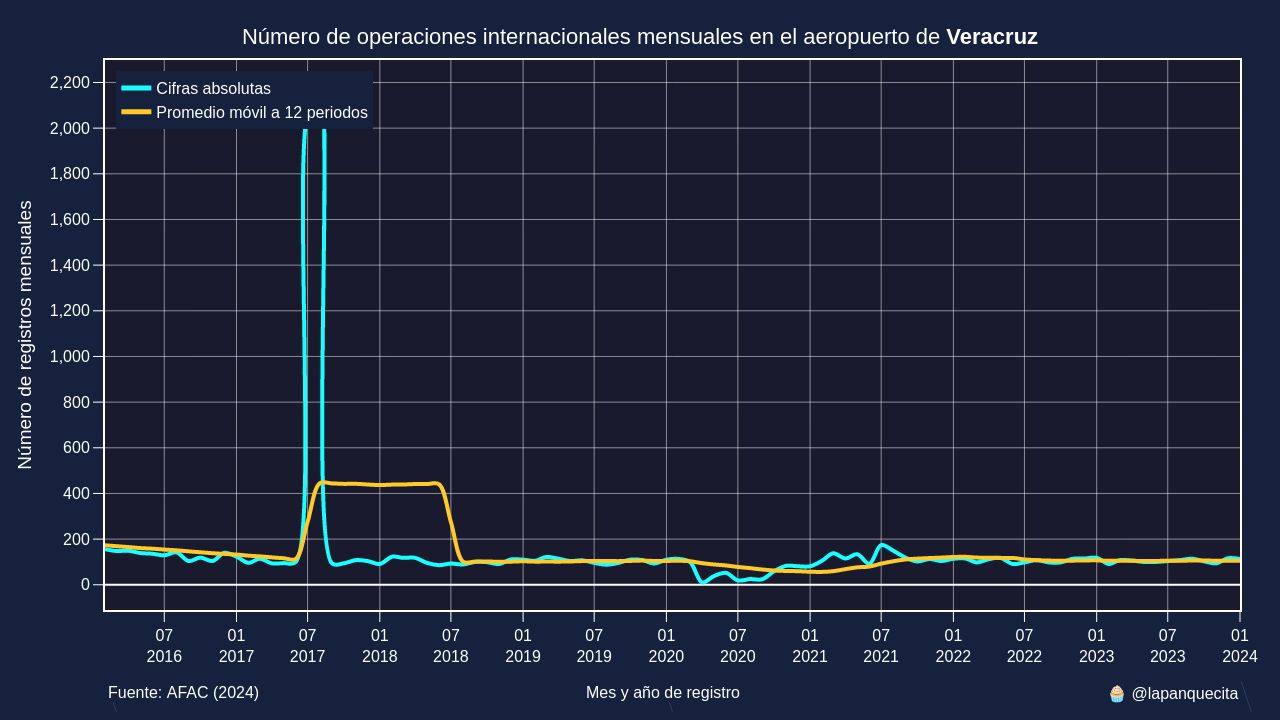 Número de operaciones internacionales mensuales en el aeropuerto de Veracruz
Cifras absolutas
Promedio móvil a 12 periodos
Número de registros mensuales
2,200
2,000
1,800
1,600
1,400
1,200
1,000
800
600
400
200
0
07 01 07 01 07 01 07 01 07 01 07 01 07 01 07 01
2016 2017 2017 2018 2018 2019 2019 2020 2020 2021 2021 2022 2022 2023 2023 2024
Fuente: AFAC (2024) Mes y año de registro 🧁 @lapanquecita